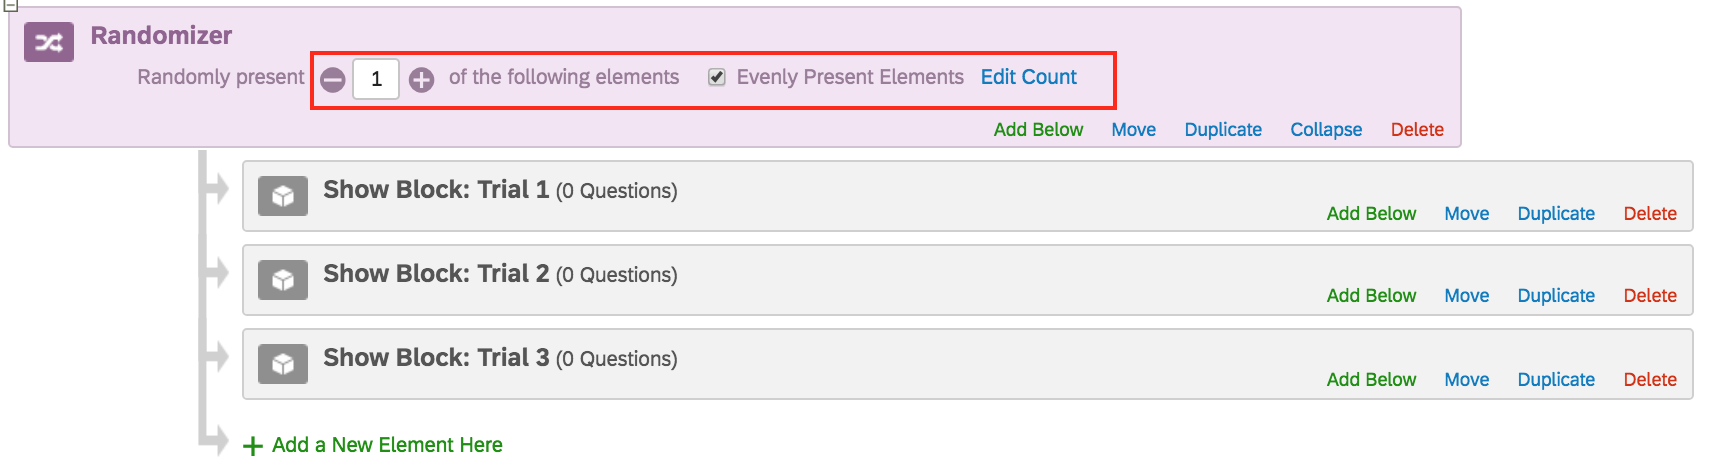 Randomizer
Randomly present 1 of the following elements Evenly Present Elements Edit Count
Add Below Move Duplicate Collapse Delete
Show Block: Trial 1 (0 Questions)
Add Below Move Duplicate Delete
Show Block: Trial 2 (0 Questions)
Add Below Move Duplicate Delete
Show Block: Trial 3 (0 Questions)
Add Below Move Duplicate Delete
+ Add a New Element Here